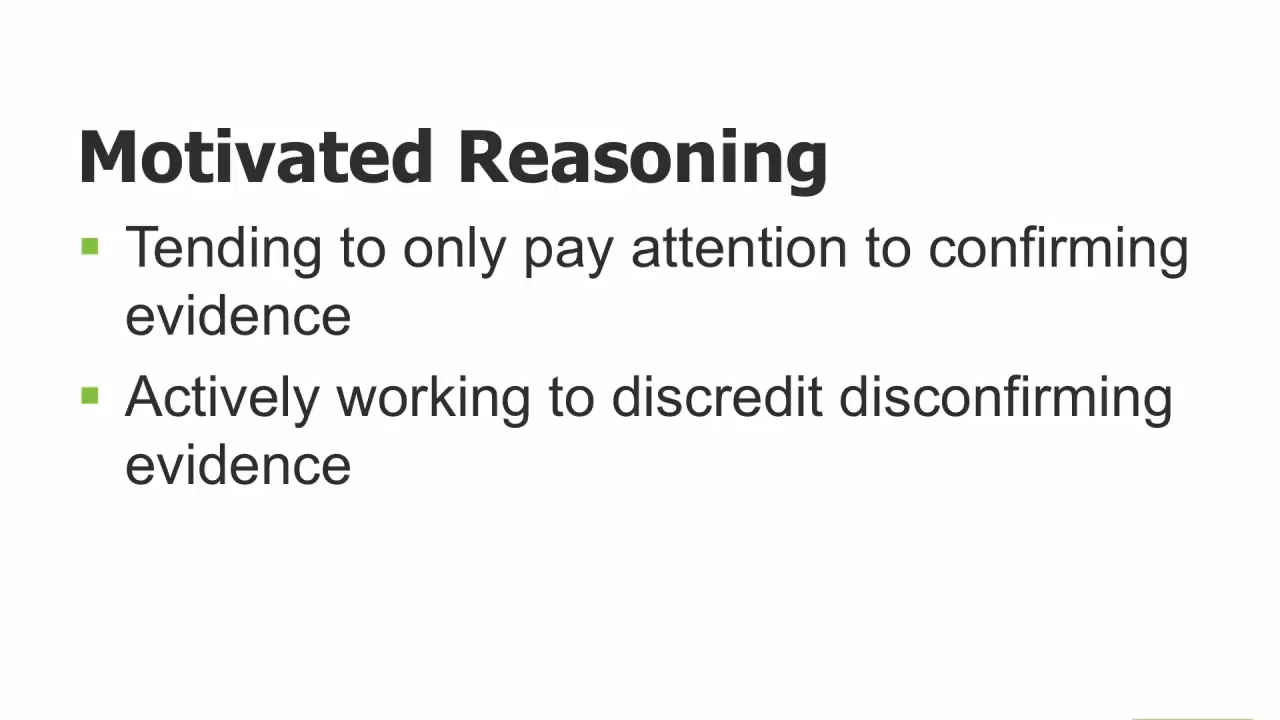 Motivated Reasoning
Tending to only pay attention to confirming
evidence
Actively working to discredit disconfirming
evidence